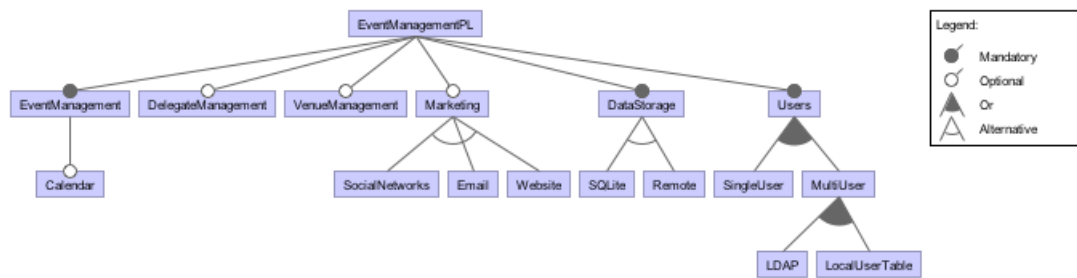 EventManagementPL
Legend:
Mandatory
Optional
Or
Alternative
EventManagement DelegateManagement VenueManagement Marketing DataStorage Users
Calendar SocialNetworks Email Website SQLite Remote SingleUser MultiUser
LDAP LocalUserTable